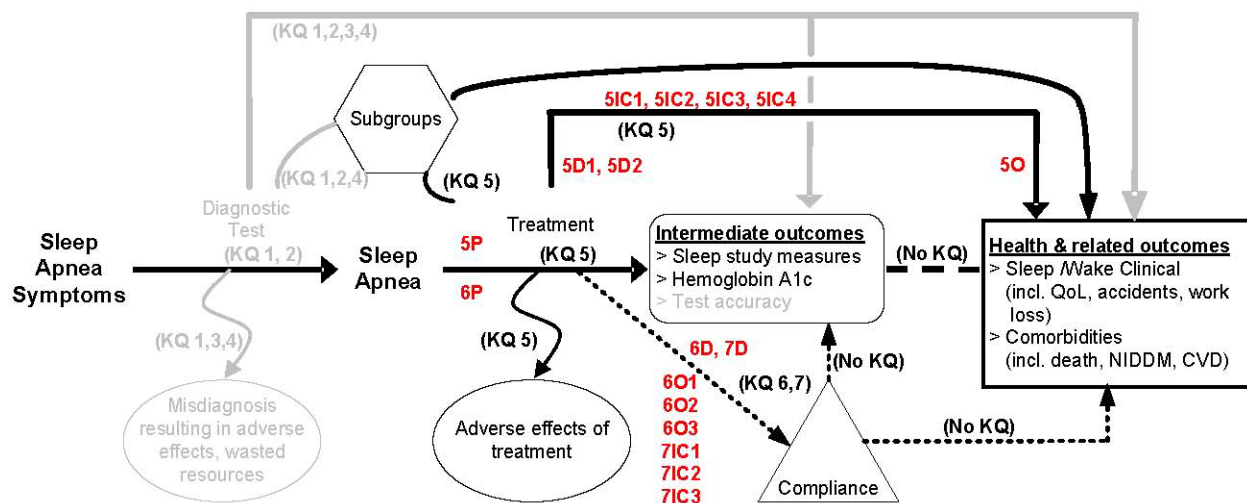 (KQ 1,2,3,4)
5IC1, 5IC2, 5IC3, 5IC4
Subgroups
(KQ 5)
5D1, 5D2
5O
(KQ 1,2,4)
(KQ 5)
Diagnostic
Test
(KQ 1, 2)
Sleep
Apnea
Symptoms
Sleep
Apnea
5P
6P
Treatment
(KQ 5)
Intermediate outcomes
> Sleep study measures
> Hemoglobin A1c
> Test accuracy
(No KQ)
Health & related outcomes
> Sleep /Wake Clinical
(incl. QoL, accidents, work
loss)
> Comorbidities
(incl. death, NIDDM, CVD)
(KQ 1,3,4)
(KQ 5)
6D, 7D
(No KQ)
(KQ 6,7)
6O1
6O2
6O3
7IC1
7IC2
7IC3
(No KQ)
Misdiagnosis
resulting in adverse
effects, wasted
resources
Adverse effects of
treatment
Compliance